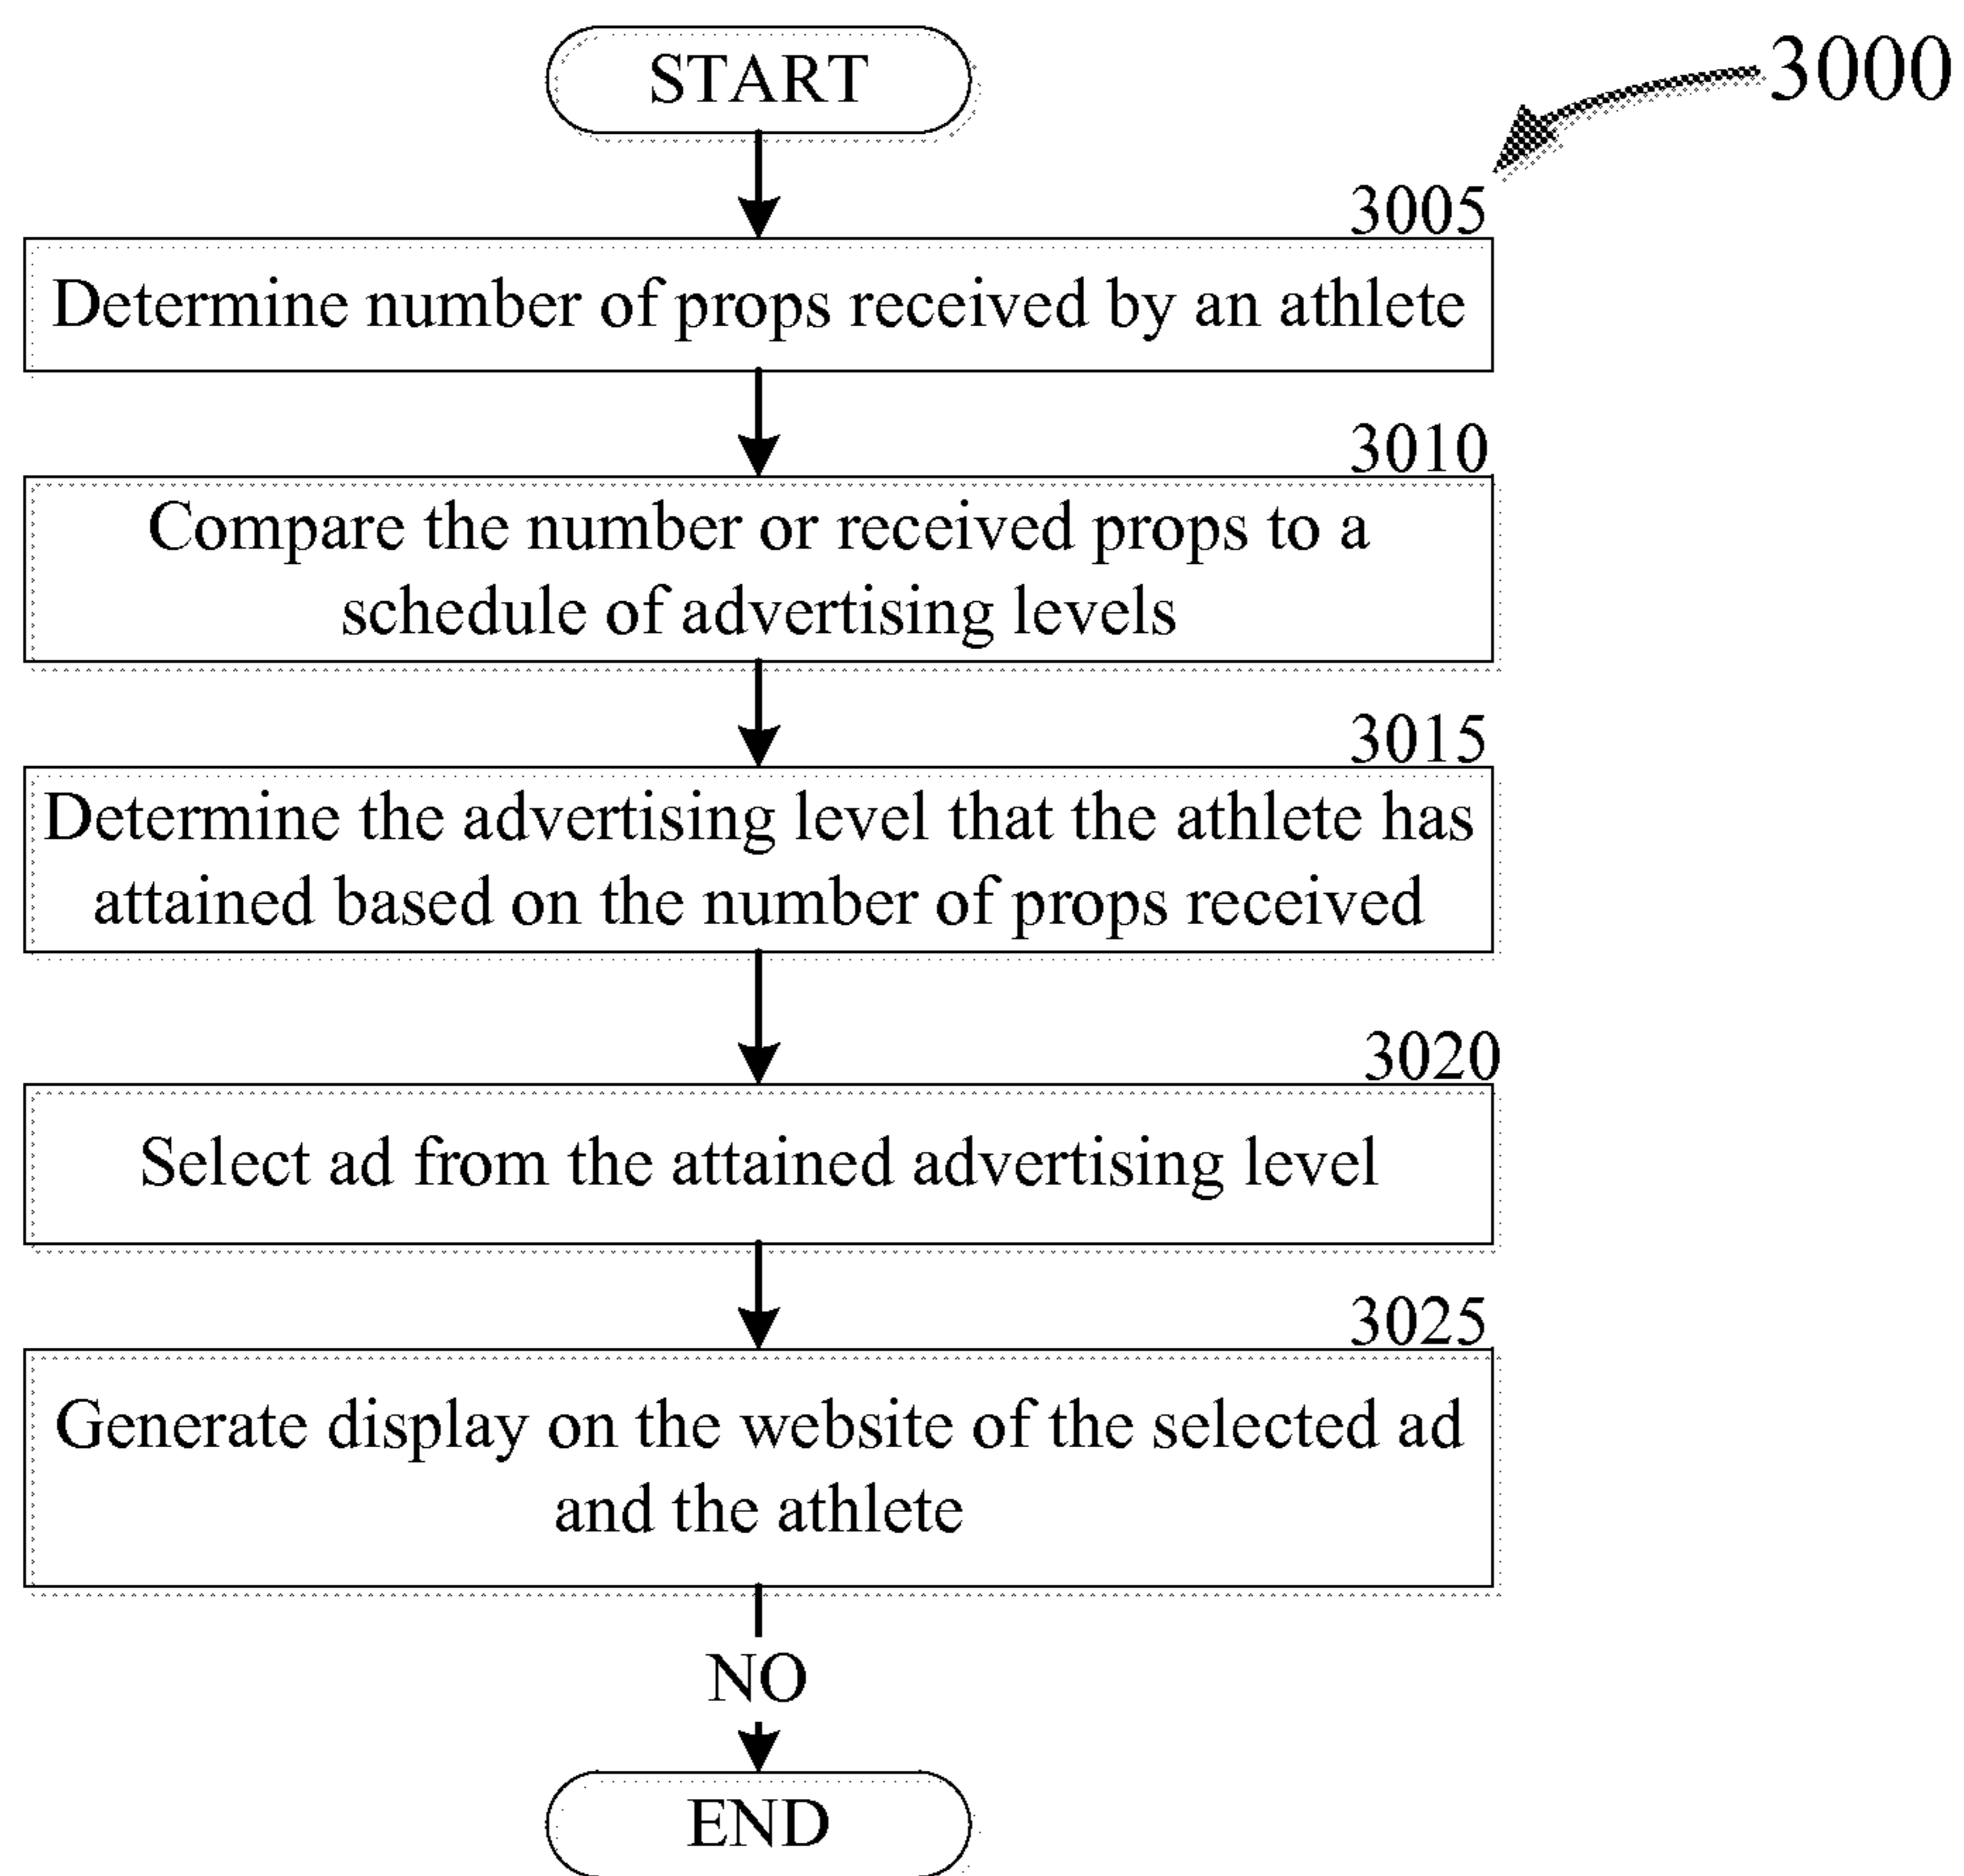 START
3000
3005
Determine number of props received by an athlete
3010
Compare the number or received props to a
schedule of advertising levels
3015
Determine the advertising level that the athlete has
attained based on the number of props received
3020
Select ad from the attained advertising level
3025
Generate display on the website of the selected ad
and the athlete
NO
END